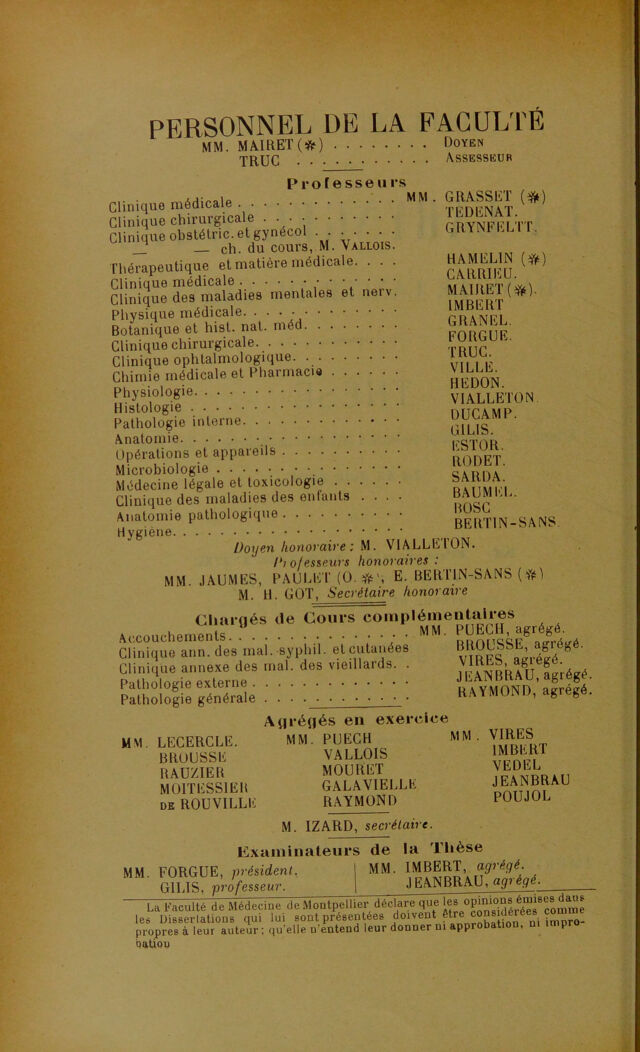 PERSONNEL DE LA FACULTÉ
MM. MAIRET (✻) . . . . . . . . DOYEN
TRUC . . . . . . . . . . . ASSESSEUR
Professeurs
Clinique médicale . . . . . . . . . . . MM. GRASSET (✻)
Clinique chirurgicale . . . . . . . . . TEDENAT.
Clinique obstétric. et gynécol . . . . . . . GRYNFELTT.
— — ch. du cours, M. VALLOIS.
Thérapeutique et matière médicale. . . . HAMELIN (✻)
Clinique médicale . . . . . . . . . . . . CARRIEU.
Clinique des maladies mentales et nerv. MAIRET (✻).
Physique médicale. . . . . . . . . . . . IMBERT
Botanique et hist. nat. méd. . . . . . . . GRANEL.
Clinique chirurgicale. . . . . . . . . . . FORGUE.
Clinique ophtalmologique. . . . . . . . . TRUC.
Chimie médicale et Pharmacie . . . . . . VILLE.
Physiologie. . . . . . . . . . . . . . . . HEDON.
Histologie . . . . . . . . . . . . . . . . VIALLETON.
Pathologie interne. . . . . . . . . . . . DUCAMP.
Anatomie. . . . . . . . . . . . . . . . . GILIS.
Opérations et appareils . . . . . . . . . ESTOR.
Microbiologie . . . . . . . . . . . . . . RODET.
Médecine légale et toxicologie . . . . . . SARDA.
Clinique des maladies des enfants . . . . BAUMEL.
Anatomie pathologique . . . . . . . . . . BOSC
Hygiène. . . . . . . . . . . . . . . . . . BERTIN-SANS
Doyen honoraire : M. VIALLETON.
Professeurs honoraires :
MM. JAUMES, PAULET (O. ✻), E. BERTIN-SANS (✻)
M. H. GOT, Secrétaire honoraire
Chargés de Cours complémentaires
Accouchements. . . . . . . . . . . . . . MM. PUECH, agrégé.
Clinique ann. des mal. syphil. et cutanées BROUSSE, agrégé.
Clinique annexe des mal. des vieillards. . VIRES, agrégé.
Pathologie externe . . . . . . . . . . . . JEANBRAU, agrégé.
Pathologie générale . . . . . . . . . . . RAYMOND, agrégé.
Agrégés en exercice
MM. LECERCLE. MM. PUECH MM. VIRES
BROUSSE VALLOIS IMBERT
RAUZIER MOURET VEDEL
MOITESSIER GALAVIELLE JEANBRAU
DE ROUVILLE RAYMOND POUJOL
M. IZARD, secrétaire.
Examinateurs de la Thèse
MM. FORGUE, président. MM. IMBERT, agrégé.
GILIS, professeur. JEANBRAU, agrégé.
La Faculté de Médecine de Montpellier déclare que les opinions émises dans
les Dissertations qui lui sont présentées doivent être considérées comme
propres à leur auteur ; qu'elle n'entend leur donner ni approbation, ni impro-
bation